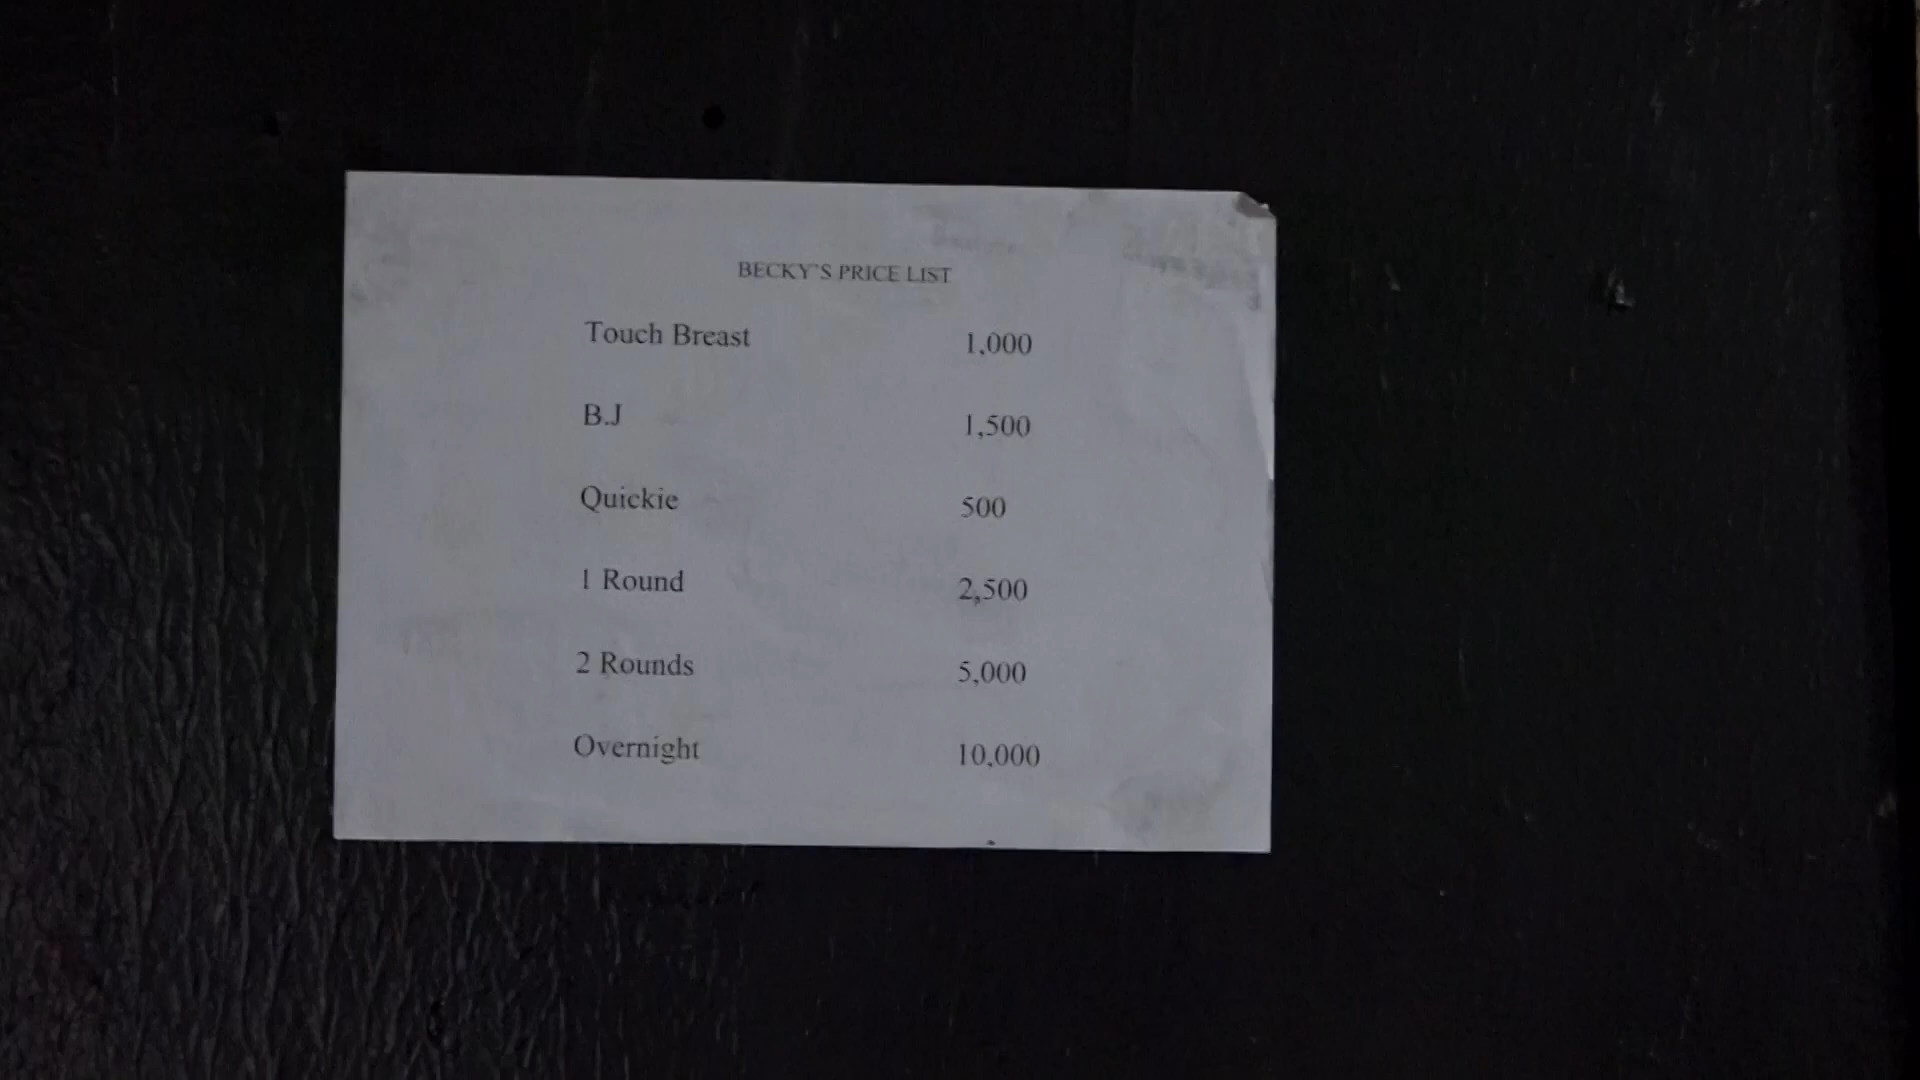 BECKY'S PRICE LIST
Touch Breast 1,000
B.J 1,500
Quickie 500
1 Round 2,500
2 Rounds 5,000
Overnight 10,000